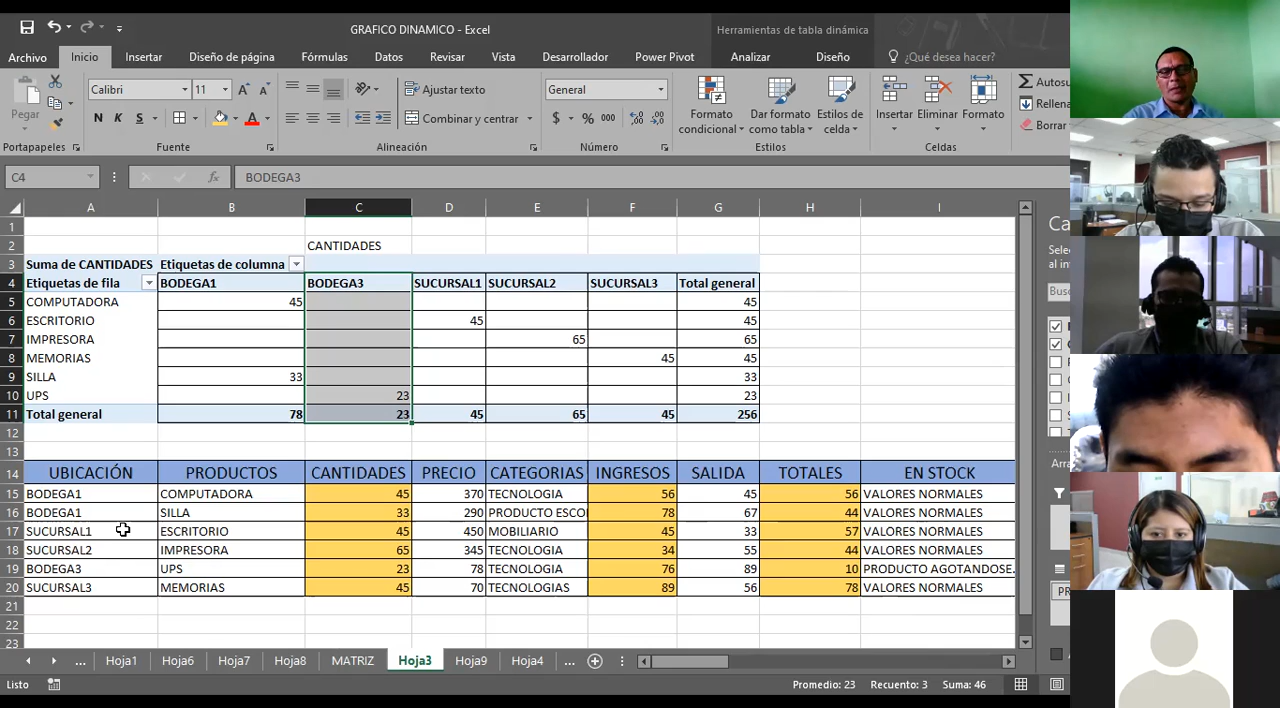 GRAFICO DINAMICO - Excel
Herramientas de tabla dinámica
Archivo Inicio Insertar Diseño de página Fórmulas Datos Revisar Vista Desarrollador Power Pivot Analizar Diseño ¿Qué desea hacer?
Pegar
Calibri 11
N K S
Ajustar texto
Combinar y centrar
General
$ % 000
Formato condicional
Dar formato como tabla
Estilos de celda
Insertar Eliminar Formato
Autosu
Rellena
Borrar
Portapapeles Fuente Alineación Número Estilos Celdas
C4 fx BODEGA3
A B C D E F G H I
1
2 CANTIDADES
3 Suma de CANTIDADES Etiquetas de columna
4 Etiquetas de fila BODEGA1 BODEGA3 SUCURSAL1 SUCURSAL2 SUCURSAL3 Total general
5 COMPUTADORA 45 45
6 ESCRITORIO 45 45
7 IMPRESORA 65 65
8 MEMORIAS 45 45
9 SILLA 33 33
10 UPS 23 23
11 Total general 78 23 45 65 45 256
12
13
14 UBICACIÓN PRODUCTOS CANTIDADES PRECIO CATEGORIAS INGRESOS SALIDA TOTALES EN STOCK
15 BODEGA1 COMPUTADORA 45 370 TECNOLOGIA 56 45 56 VALORES NORMALES
16 BODEGA1 SILLA 33 290 PRODUCTO ESCO 78 67 44 VALORES NORMALES
17 SUCURSAL1 ESCRITORIO 45 450 MOBILIARIO 45 33 57 VALORES NORMALES
18 SUCURSAL2 IMPRESORA 65 345 TECNOLOGIA 34 55 44 VALORES NORMALES
19 BODEGA3 UPS 23 78 TECNOLOGIAS 76 89 10 PRODUCTO AGOTANDOSE.
20 SUCURSAL3 MEMORIAS 45 70 TECNOLOGIAS 89 56 78 VALORES NORMALES
21
22
23
Ca
Selec
al inf
Busc
Arra
PR
... Hoja1 Hoja6 Hoja7 Hoja8 MATRIZ Hoja3 Hoja9 Hoja4 ...
Listo Promedio: 23 Recuento: 3 Suma: 46